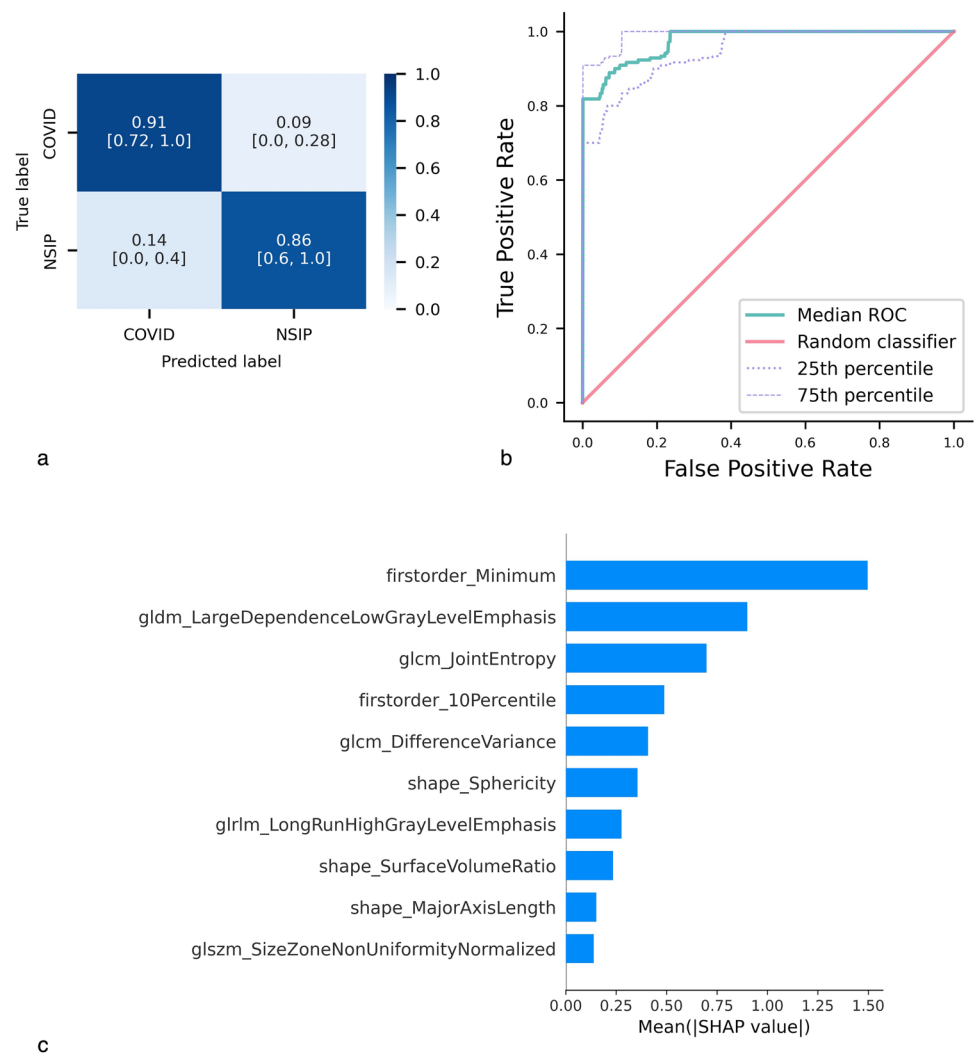 COVID
NSIP
True label
0.91
[0.72, 1.0]
0.09
[0.0, 0.28]
0.14
[0.0, 0.4]
0.86
[0.6, 1.0]
COVID
NSIP
Predicted label
1.0
0.8
0.6
0.4
0.2
0.0
a
True Positive Rate
1.0
0.8
0.6
0.4
0.2
0.0
Median ROC
Random classifier
25th percentile
75th percentile
0.0 0.2 0.4 0.6 0.8 1.0
False Positive Rate
b
firstorder_Minimum
gldm_LargeDependenceLowGrayLevelEmphasis
glcm_JointEntropy
firstorder_10Percentile
glcm_DifferenceVariance
shape_Sphericity
glrlm_LongRunHighGrayLevelEmphasis
shape_SurfaceVolumeRatio
shape_MajorAxisLength
glszm_SizeZoneNonUniformityNormalized
0.00 0.25 0.50 0.75 1.00 1.25 1.50
Mean(|SHAP value|)
c